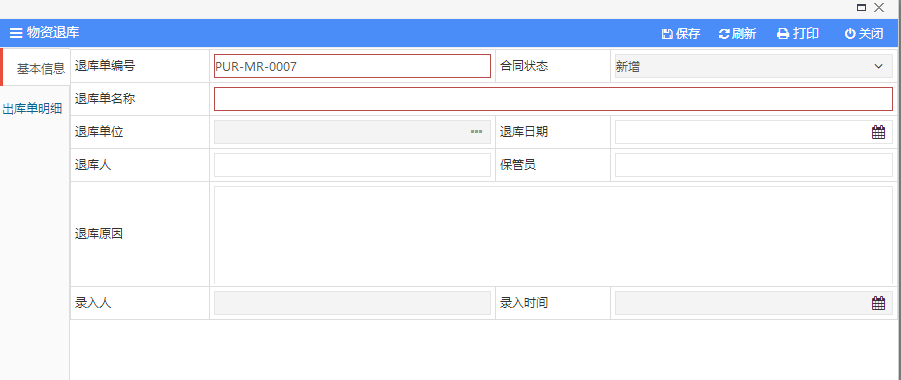 物资退库 保存 刷新 打印 关闭
基本信息
出库单明细
退库单编号 PUR-MR-0007 合同状态 新增
退库单名称
退库单位 退库日期
退库人 保管员
退库原因
录入人 录入时间